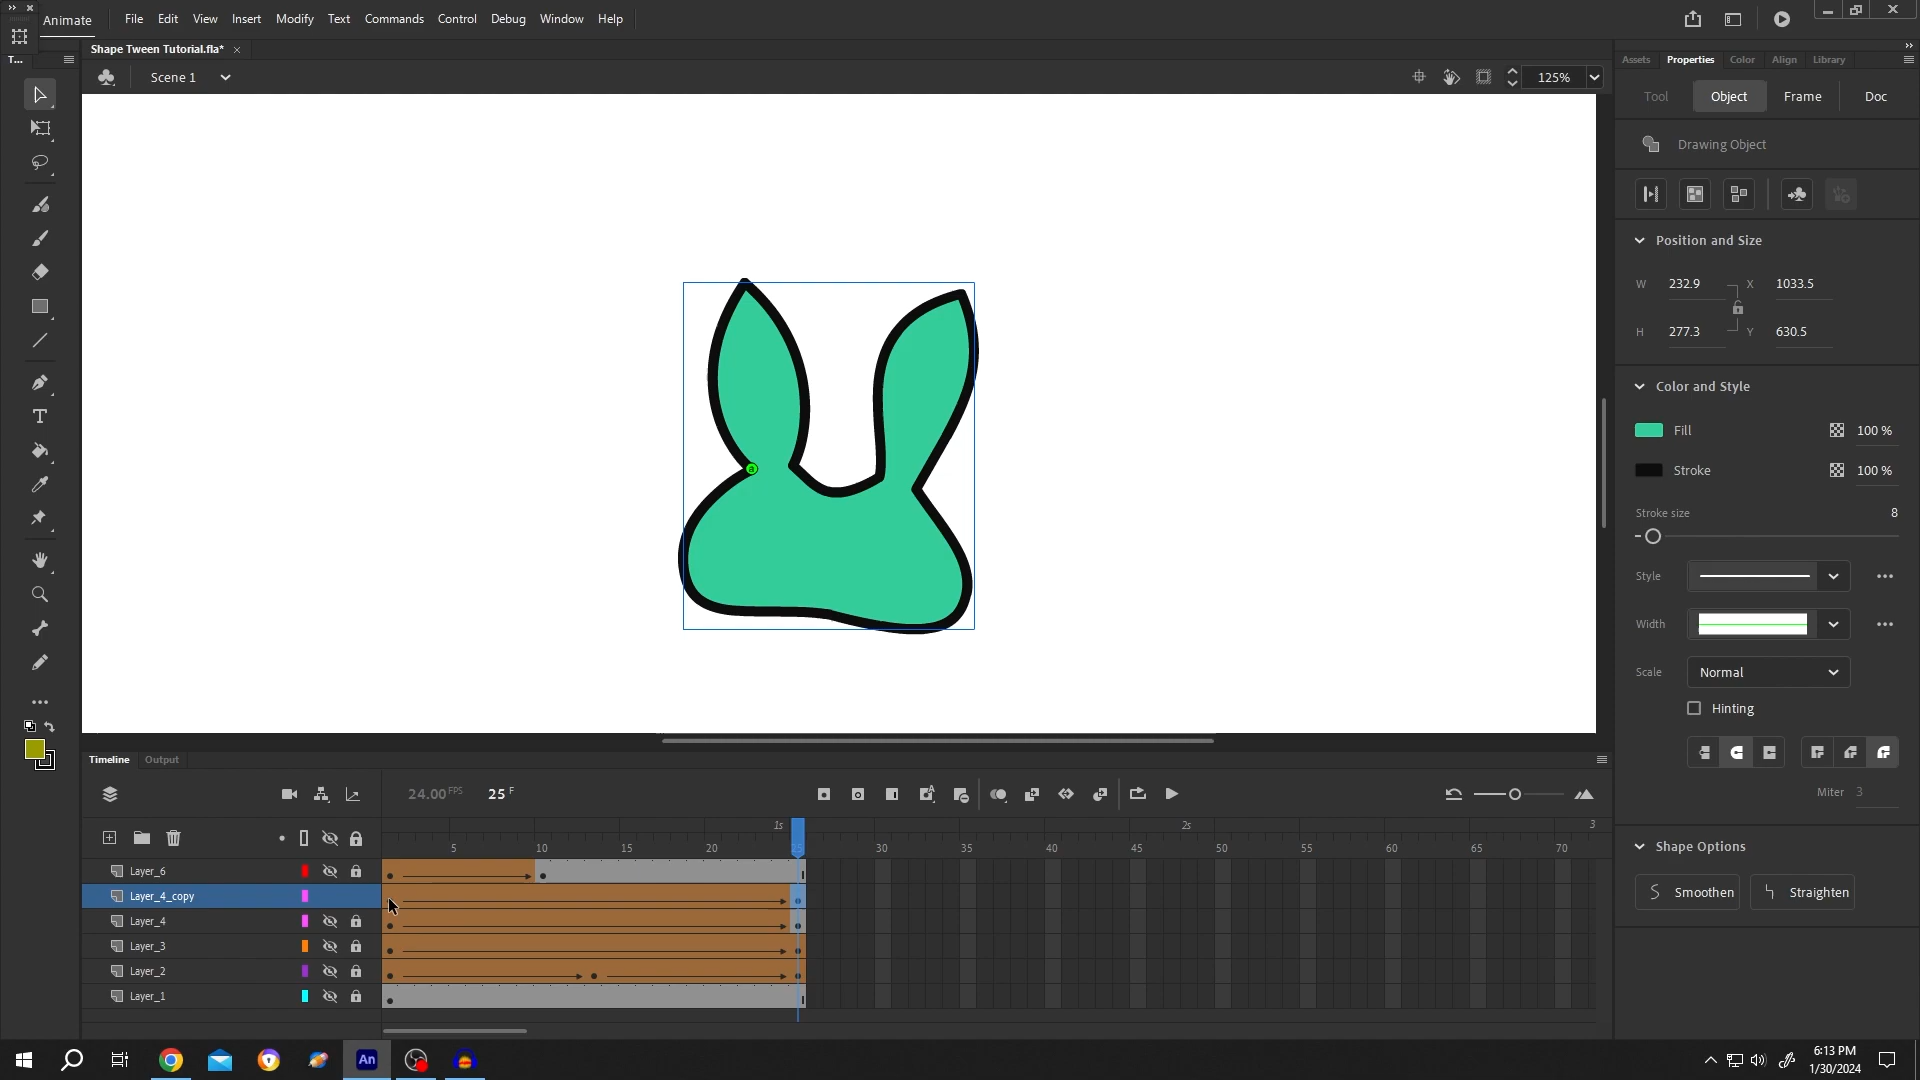 Animate File Edit View Insert Modify Text Commands Control Debug Window Help
T...
Shape Tween Tutorial.fla* ×
Scene 1
125%
Assets Properties Color Align Library
Tool Object Frame Doc
Drawing Object
Position and Size
W 232.9 X 1033.5
H 277.3 Y 630.5
Color and Style
Fill 100 %
Stroke 100 %
Stroke size 8
Style
Width
Scale Normal
Hinting
Miter 3
Shape Options
Smoothen Straighten
a
Timeline Output
24.00 FPS 25 F
1s 2s 3
5 10 15 20 25 30 35 40 45 50 55 60 65 70
Layer_6
Layer_4_copy
Layer_4
Layer_3
Layer_2
Layer_1
An
6:13 PM
1/30/2024